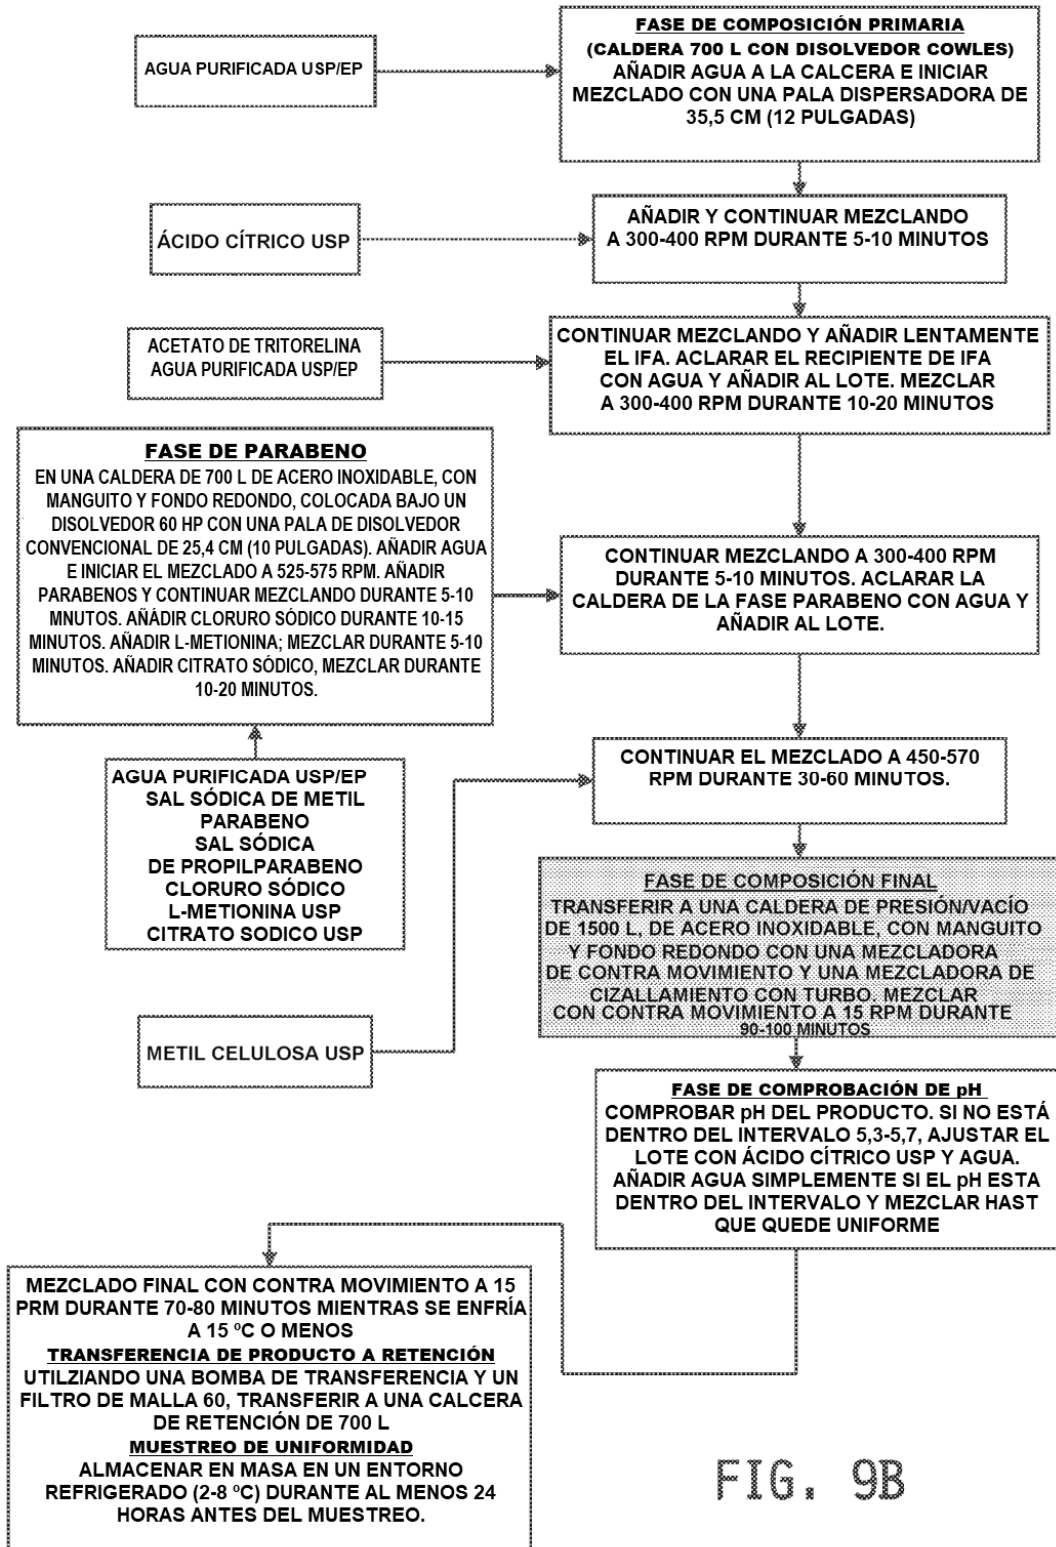 AGUA PURIFICADA USP/EP
FASE DE COMPOSICIÓN PRIMARIA
(CALDERA 700 L CON DISOLVEDOR COWLES)
AÑADIR AGUA A LA CALCERA E INICIAR
MEZCLADO CON UNA PALA DISPERSADORA DE
35,5 CM (12 PULGADAS)
ÁCIDO CÍTRICO USP
AÑADIR Y CONTINUAR MEZCLANDO
A 300-400 RPM DURANTE 5-10 MINUTOS
ACETATO DE TRITORELINA
AGUA PURIFICADA USP/EP
CONTINUAR MEZCLANDO Y AÑADIR LENTAMENTE
EL IFA. ACLARAR EL RECIPIENTE DE IFA
CON AGUA Y AÑADIR AL LOTE. MEZCLAR
A 300-400 RPM DURANTE 10-20 MINUTOS
FASE DE PARABENO
EN UNA CALDERA DE 700 L DE ACERO INOXIDABLE, CON
MANGUITO Y FONDO REDONDO, COLOCADA BAJO UN
DISOLVEDOR 60 HP CON UNA PALA DE DISOLVEDOR
CONVENCIONAL DE 25,4 CM (10 PULGADAS). AÑADIR AGUA
E INICIAR EL MEZCLADO A 525-575 RPM. AÑADIR
PARABENOS Y CONTINUAR MEZCLANDO DURANTE 5-10
MNUTOS. AÑÁDIR CLORURO SÓDICO DURANTE 10-15
MINUTOS. AÑADIR L-METIONINA; MEZCLAR DURANTE 5-10
MINUTOS. AÑADIR CITRATO SÓDICO, MEZCLAR DURANTE
10-20 MINUTOS.
CONTINUAR MEZCLANDO A 300-400 RPM
DURANTE 5-10 MINUTOS. ACLARAR LA
CALDERA DE LA FASE PARABENO CON AGUA Y
AÑADIR AL LOTE.
AGUA PURIFICADA USP/EP
SAL SÓDICA DE METIL
PARABENO
SAL SÓDICA
DE PROPILPARABENO
CLORURO SÓDICO
L-METIONINA USP
CITRATO SODICO USP
CONTINUAR EL MEZCLADO A 450-570
RPM DURANTE 30-60 MINUTOS.
METIL CELULOSA USP
FASE DE COMPOSICIÓN FINAL
TRANSFERIR A UNA CALDERA DE PRESIÓN/VACÍO
DE 1500 L, DE ACERO INOXIDABLE, CON MANGUITO
Y FONDO REDONDO CON UNA MEZCLADORA
DE CONTRA MOVIMIENTO Y UNA MEZCLADORA DE
CIZALLAMIENTO CON TURBO. MEZCLAR
CON CONTRA MOVIMIENTO A 15 RPM DURANTE
90-100 MINUTOS
FASE DE COMPROBACIÓN DE pH
COMPROBAR pH DEL PRODUCTO. SI NO ESTÁ
DENTRO DEL INTERVALO 5,3-5,7, AJUSTAR EL
LOTE CON ÁCIDO CÍTRICO USP Y AGUA.
AÑADIR AGUA SIMPLEMENTE SI EL pH ESTA
DENTRO DEL INTERVALO Y MEZCLAR HAST
QUE QUEDE UNIFORME
MEZCLADO FINAL CON CONTRA MOVIMIENTO A 15
PRM DURANTE 70-80 MINUTOS MIENTRAS SE ENFRÍA
A 15 ºC O MENOS
TRANSFERENCIA DE PRODUCTO A RETENCIÓN
UTILZIANDO UNA BOMBA DE TRANSFERENCIA Y UN
FILTRO DE MALLA 60, TRANSFERIR A UNA CALCERA
DE RETENCIÓN DE 700 L
MUESTREO DE UNIFORMIDAD
ALMACENAR EN MASA EN UN ENTORNO
REFRIGERADO (2-8 ºC) DURANTE AL MENOS 24
HORAS ANTES DEL MUESTREO.
FIG. 9B